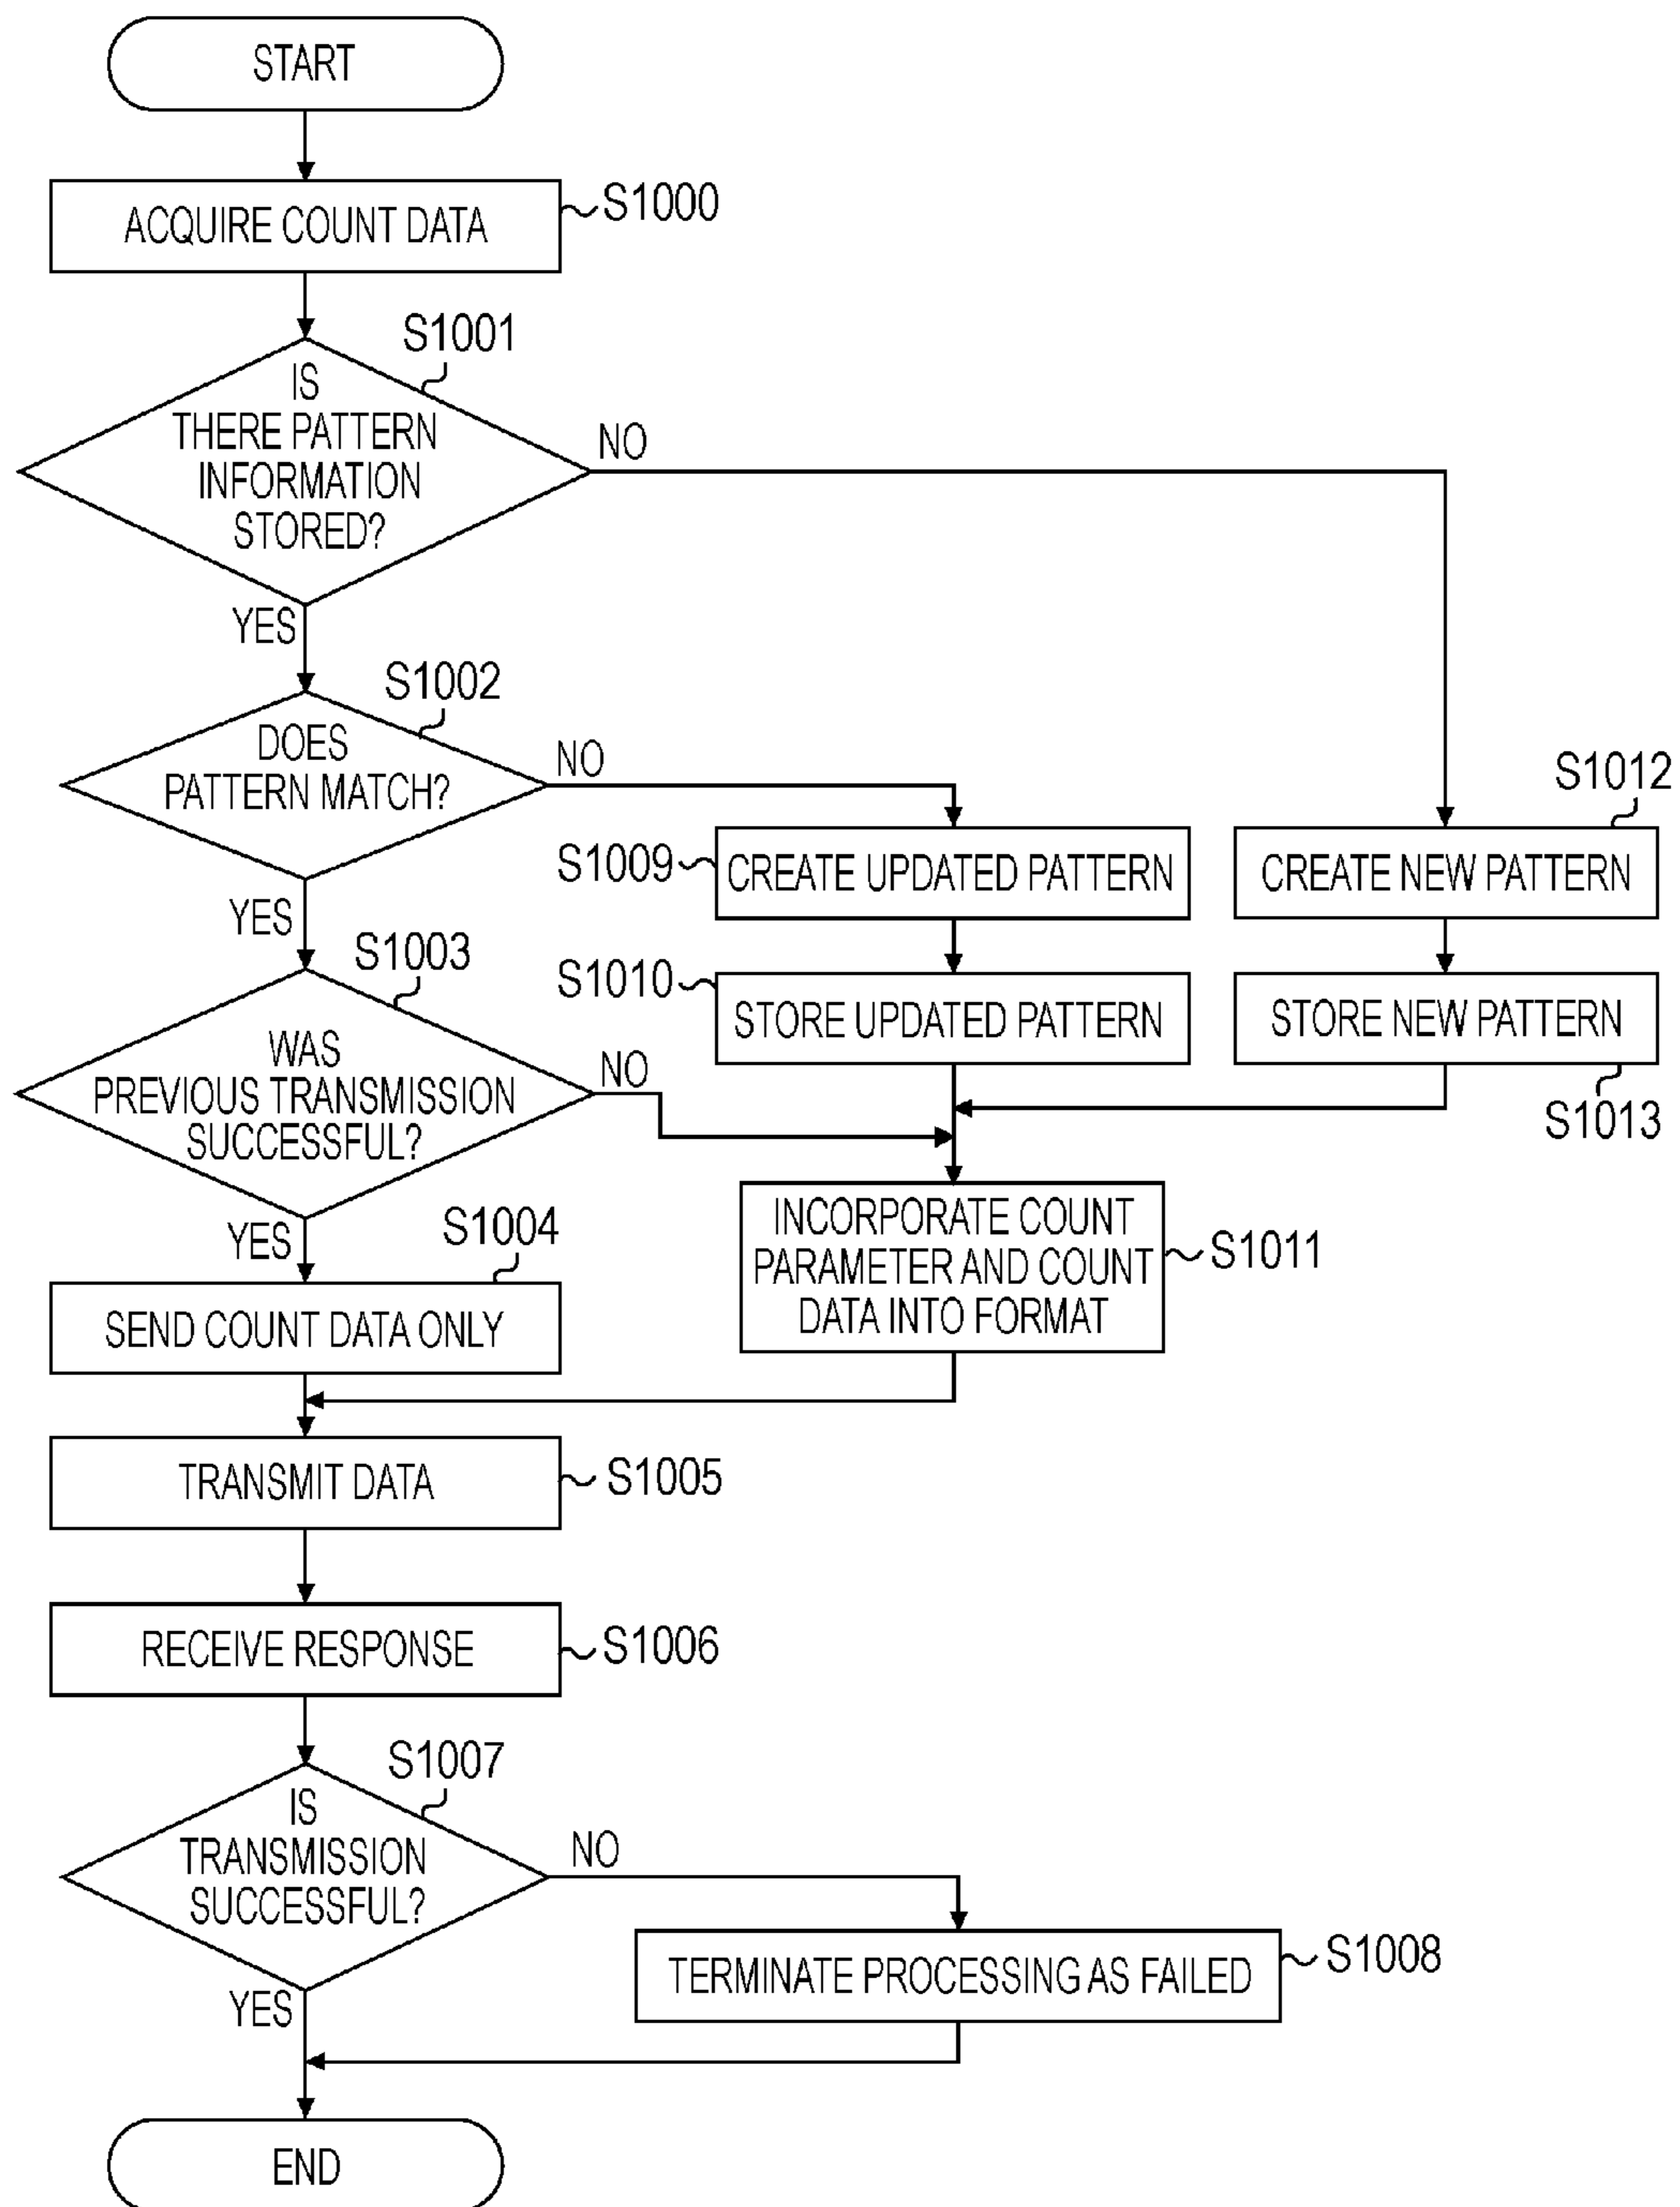 START
ACQUIRE COUNT DATA
S1000
S1001
IS
THERE PATTERN
INFORMATION
STORED?
NO
YES
S1002
DOES
PATTERN MATCH?
NO
YES
S1012
S1009
CREATE UPDATED PATTERN
CREATE NEW PATTERN
S1003
S1010
STORE UPDATED PATTERN
STORE NEW PATTERN
S1013
WAS
PREVIOUS TRANSMISSION
SUCCESSFUL?
NO
YES
S1004
SEND COUNT DATA ONLY
INCORPORATE COUNT
PARAMETER AND COUNT
DATA INTO FORMAT
S1011
TRANSMIT DATA
S1005
RECEIVE RESPONSE
S1006
S1007
IS
TRANSMISSION
SUCCESSFUL?
NO
YES
TERMINATE PROCESSING AS FAILED
S1008
END